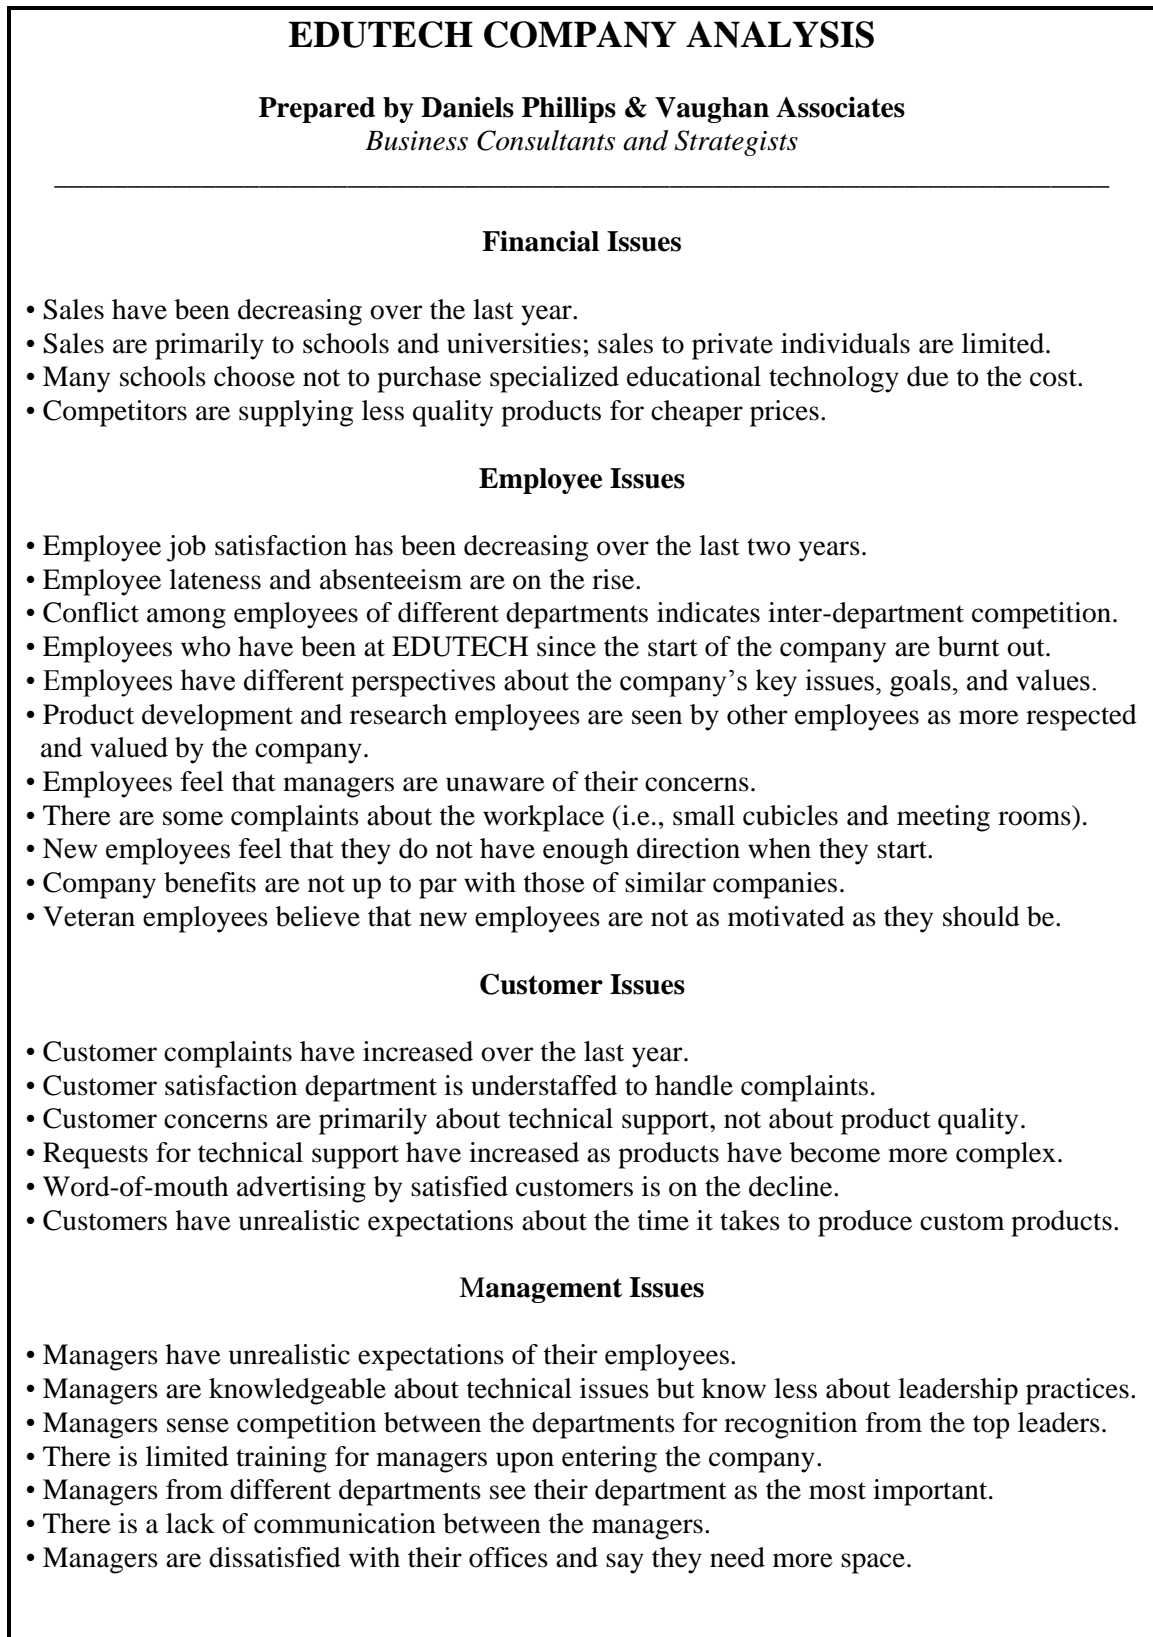 EDUTECH COMPANY ANALYSIS
Prepared by Daniels Phillips & Vaughan Associates
Business Consultants and Strategists
Financial Issues
• Sales have been decreasing over the last year.
• Sales are primarily to schools and universities; sales to private individuals are limited.
• Many schools choose not to purchase specialized educational technology due to the cost.
• Competitors are supplying less quality products for cheaper prices.
Employee Issues
• Employee job satisfaction has been decreasing over the last two years.
• Employee lateness and absenteeism are on the rise.
• Conflict among employees of different departments indicates inter-department competition.
• Employees who have been at EDUTECH since the start of the company are burnt out.
• Employees have different perspectives about the company’s key issues, goals, and values.
• Product development and research employees are seen by other employees as more respected
and valued by the company.
• Employees feel that managers are unaware of their concerns.
• There are some complaints about the workplace (i.e., small cubicles and meeting rooms).
• New employees feel that they do not have enough direction when they start.
• Company benefits are not up to par with those of similar companies.
• Veteran employees believe that new employees are not as motivated as they should be.
Customer Issues
• Customer complaints have increased over the last year.
• Customer satisfaction department is understaffed to handle complaints.
• Customer concerns are primarily about technical support, not about product quality.
• Requests for technical support have increased as products have become more complex.
• Word-of-mouth advertising by satisfied customers is on the decline.
• Customers have unrealistic expectations about the time it takes to produce custom products.
Management Issues
• Managers have unrealistic expectations of their employees.
• Managers are knowledgeable about technical issues but know less about leadership practices.
• Managers sense competition between the departments for recognition from the top leaders.
• There is limited training for managers upon entering the company.
• Managers from different departments see their department as the most important.
• There is a lack of communication between the managers.
• Managers are dissatisfied with their offices and say they need more space.